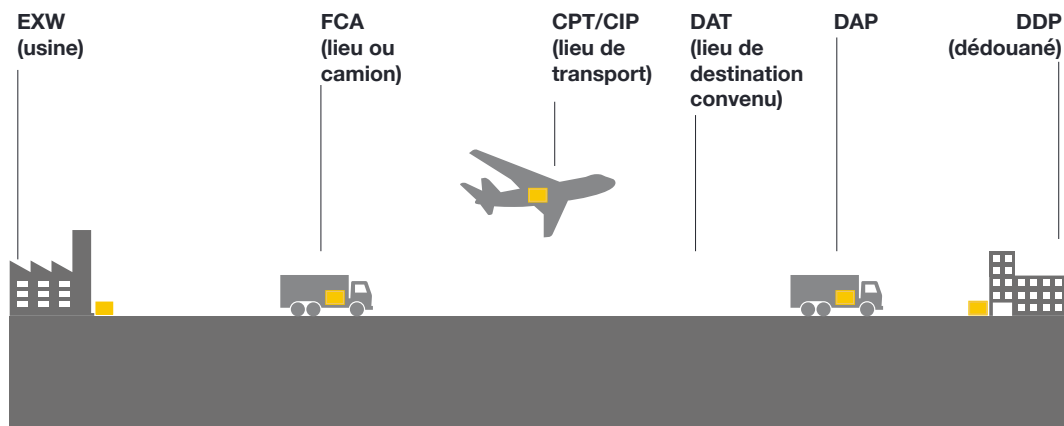 EXW
(usine)
FCA
(lieu ou
camion)
CPT/CIP
(lieu de
transport)
DAT
(lieu de
destination
convenu)
DAP
DDP
(dédouané)